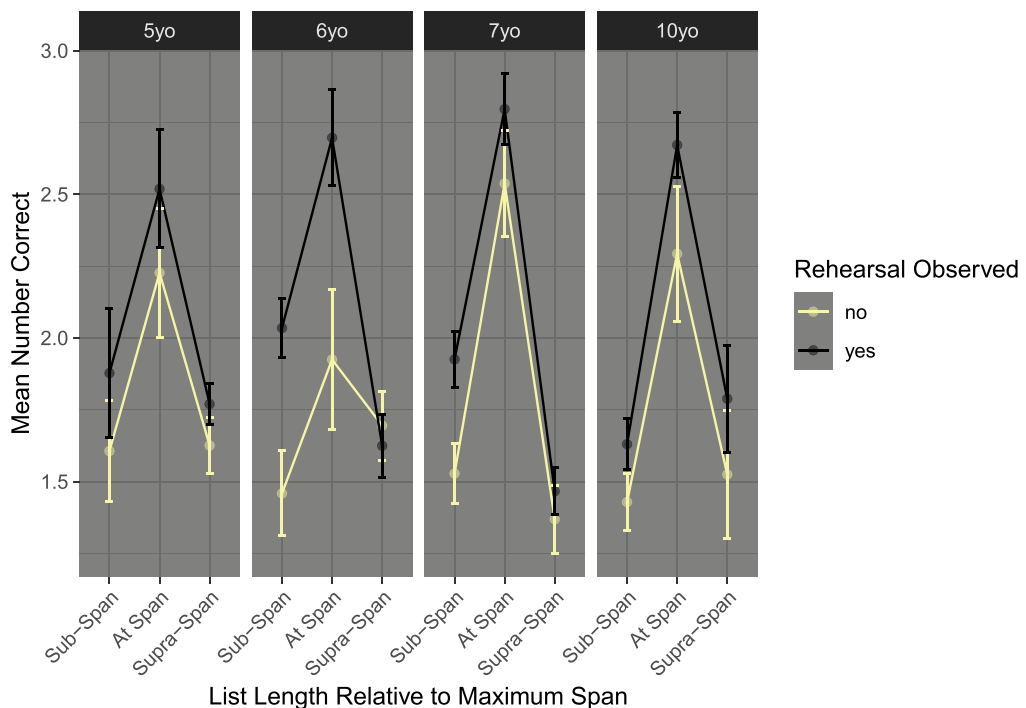 5yo 6yo 7yo 10yo
3.0
2.5
2.0
1.5
Mean Number Correct
Sub−Span At Span Supra−Span Sub−Span At Span Supra−Span Sub−Span At Span Supra−Span Sub−Span At Span Supra−Span
List Length Relative to Maximum Span
Rehearsal Observed
no
yes